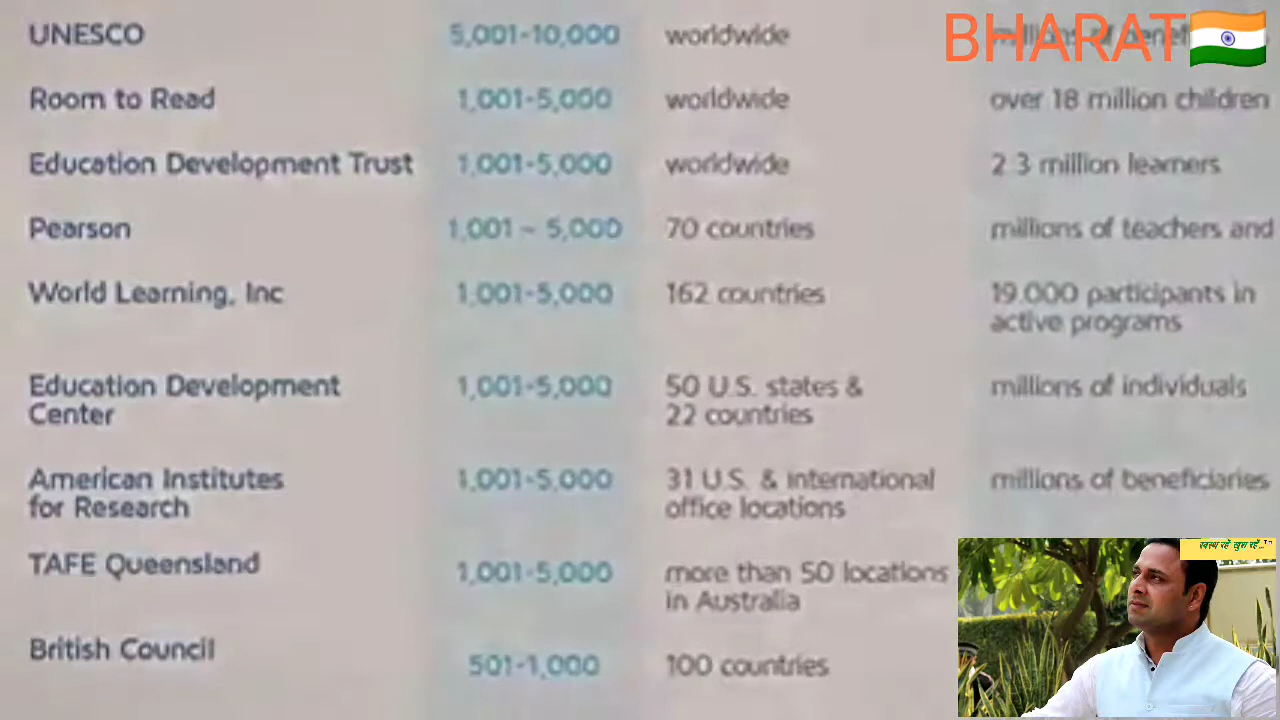 BHARAT
UNESCO 5,001-10,000 worldwide millions of
Room to Read 1,001-5,000 worldwide over 18 million children
Education Development Trust 1,001-5,000 worldwide 2 3 million learners
Pearson 1,001 - 5,000 70 countries millions of teachers and
World Learning, Inc 1,001-5,000 162 countries 19.000 participants in
active programs
Education Development 1,001-5,000 50 U.S. states & millions of individuals
Center 22 countries
American Institutes 1,001-5,000 31 U.S. & international millions of beneficiaries
for Research office locations
TAFE Queensland 1,001-5,000 more than 50 locations
in Australia
British Council 501-1,000 100 countries
स्वस्थ रहें खुश रहें...